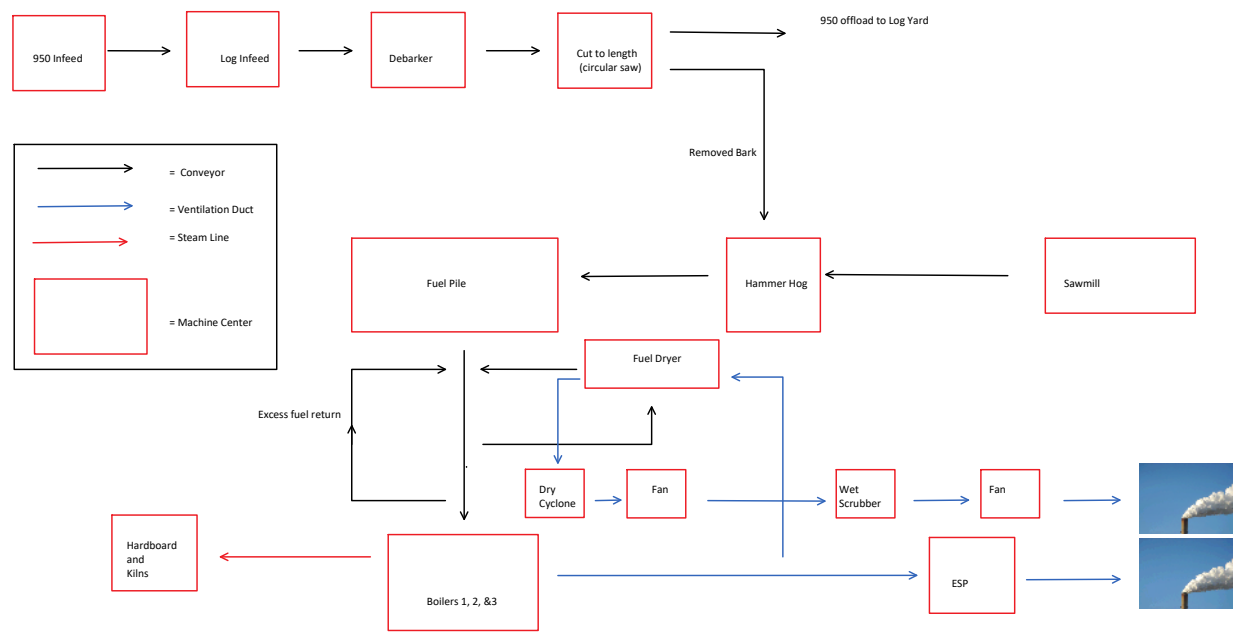 950 offload to Log Yard
950 Infeed
Log Infeed
Debarker
Cut to length
(circular saw)
Removed Bark
= Conveyor
= Ventilation Duct
= Steam Line
= Machine Center
Fuel Pile
Hammer Hog
Sawmill
Fuel Dryer
Excess fuel return
Dry
Cyclone
Fan
Wet
Scrubber
Fan
Hardboard
and
Kilns
Boilers 1, 2, &3
ESP